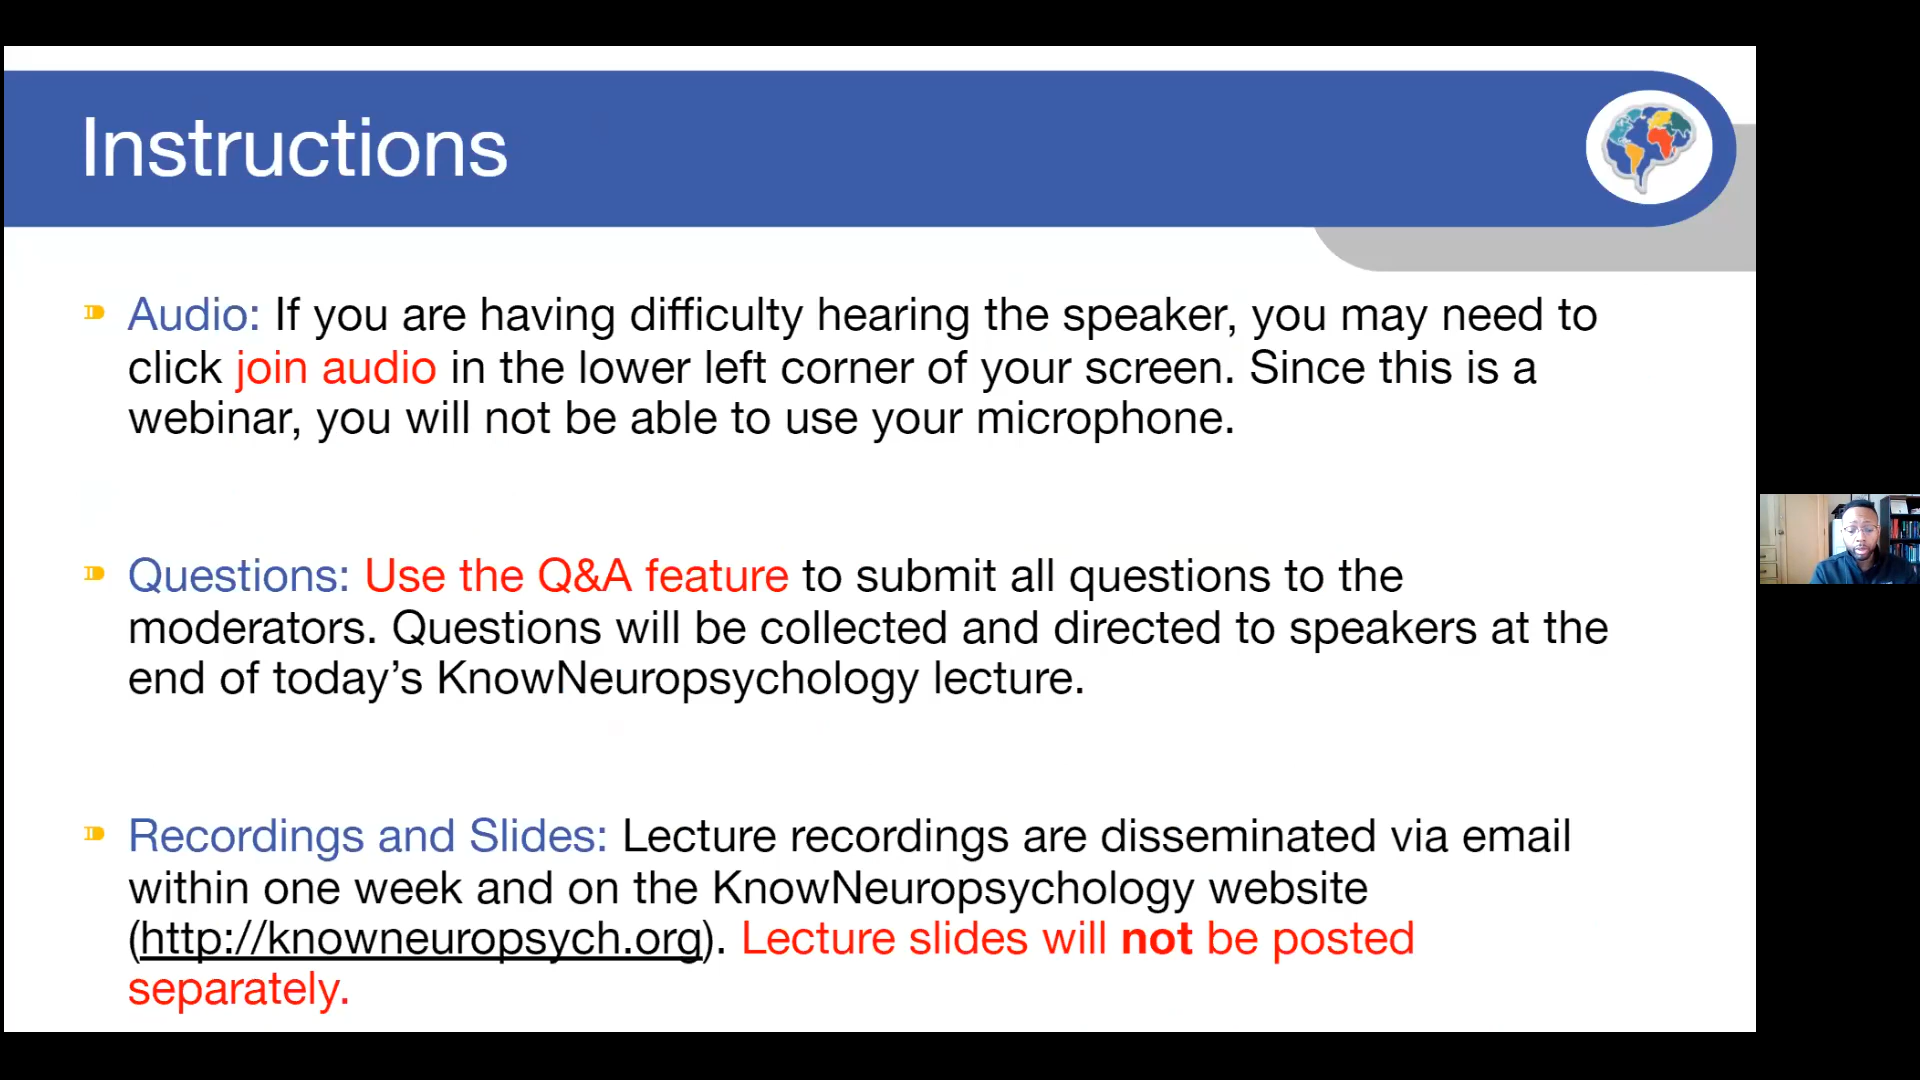 Instructions
Audio: If you are having difficulty hearing the speaker, you may need to
click join audio in the lower left corner of your screen. Since this is a
webinar, you will not be able to use your microphone.
Questions: Use the Q&A feature to submit all questions to the
moderators. Questions will be collected and directed to speakers at the
end of today’s KnowNeuropsychology lecture.
Recordings and Slides: Lecture recordings are disseminated via email
within one week and on the KnowNeuropsychology website
(http://knowneuropsych.org). Lecture slides will not be posted
separately.